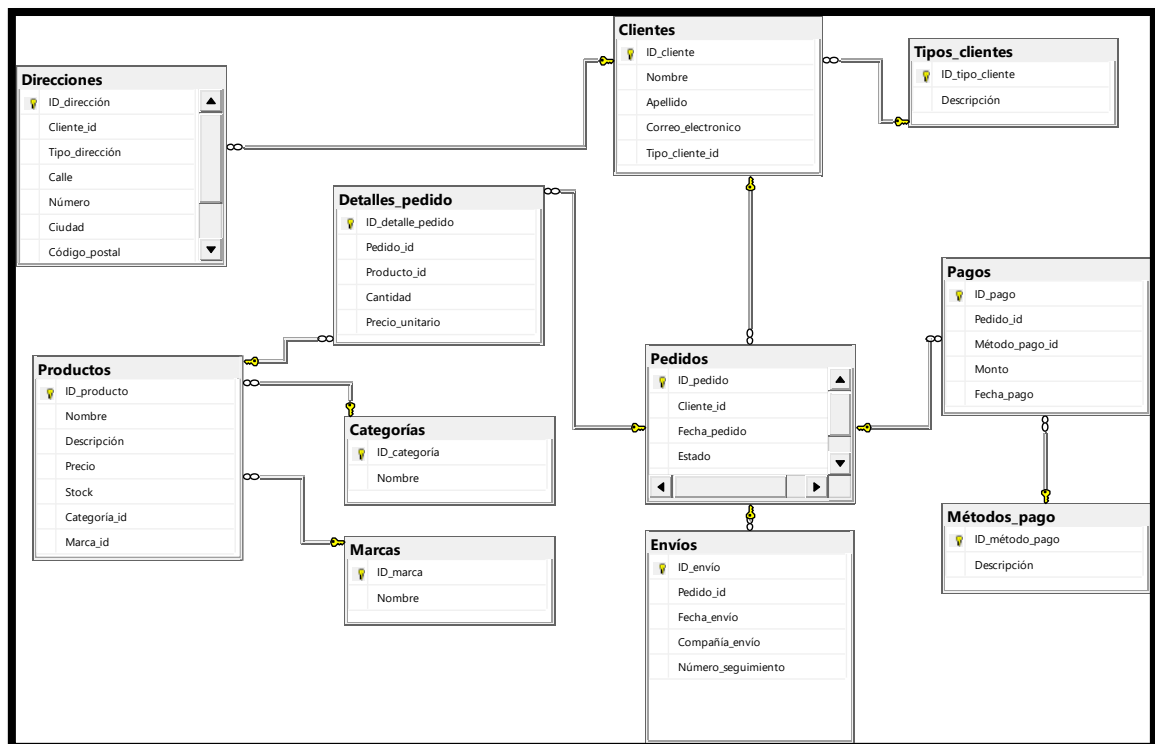 Clientes
ID_cliente
Nombre
Apellido
Correo_electronico
Tipo_cliente_id
Tipos_clientes
ID_tipo_cliente
Descripción
Direcciones
ID_dirección
Cliente_id
Tipo_dirección
Calle
Número
Ciudad
Código_postal
Detalles_pedido
ID_detalle_pedido
Pedido_id
Producto_id
Cantidad
Precio_unitario
Pagos
ID_pago
Pedido_id
Método_pago_id
Monto
Fecha_pago
Productos
ID_producto
Nombre
Descripción
Precio
Stock
Categoría_id
Marca_id
Pedidos
ID_pedido
Cliente_id
Fecha_pedido
Estado
Categorías
ID_categoría
Nombre
Marcas
ID_marca
Nombre
Envíos
ID_envío
Pedido_id
Fecha_envío
Compañía_envío
Número_seguimiento
Métodos_pago
ID_método_pago
Descripción